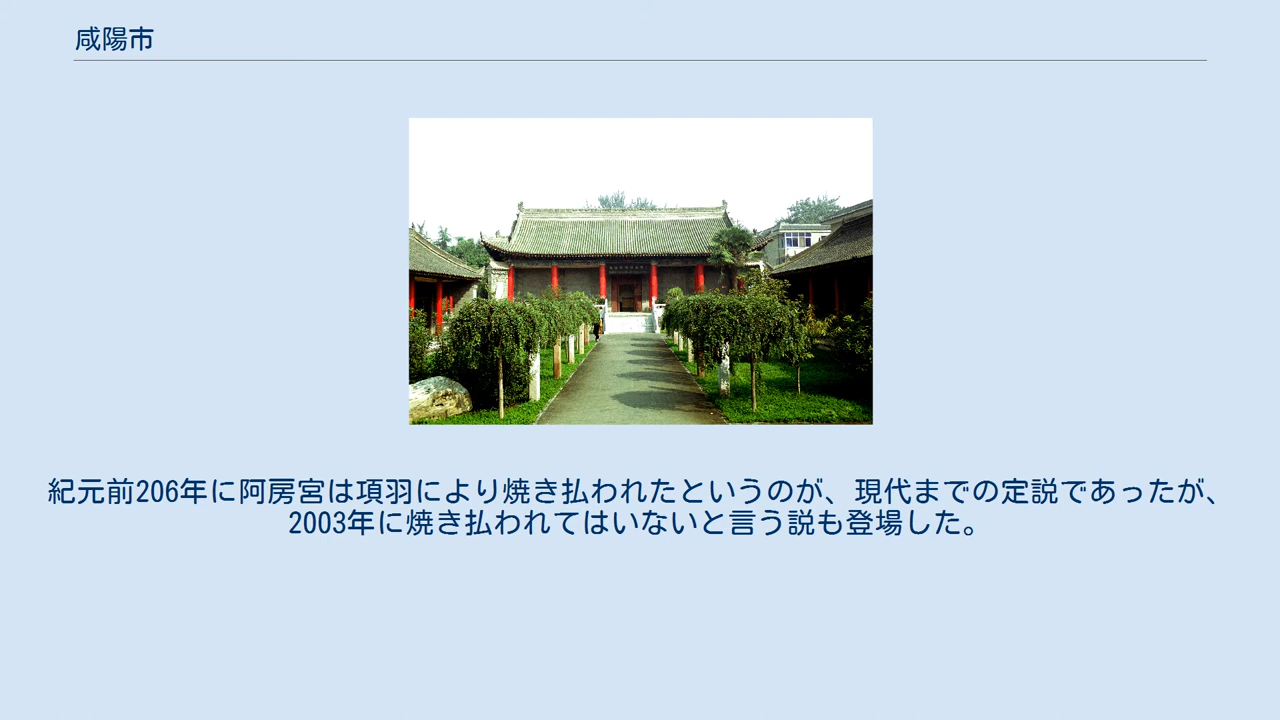 咸陽市
紀元前206年に阿房宮は項羽により焼き払われたというのが、現代までの定説であったが、
2003年に焼き払われてはいないと言う説も登場した。